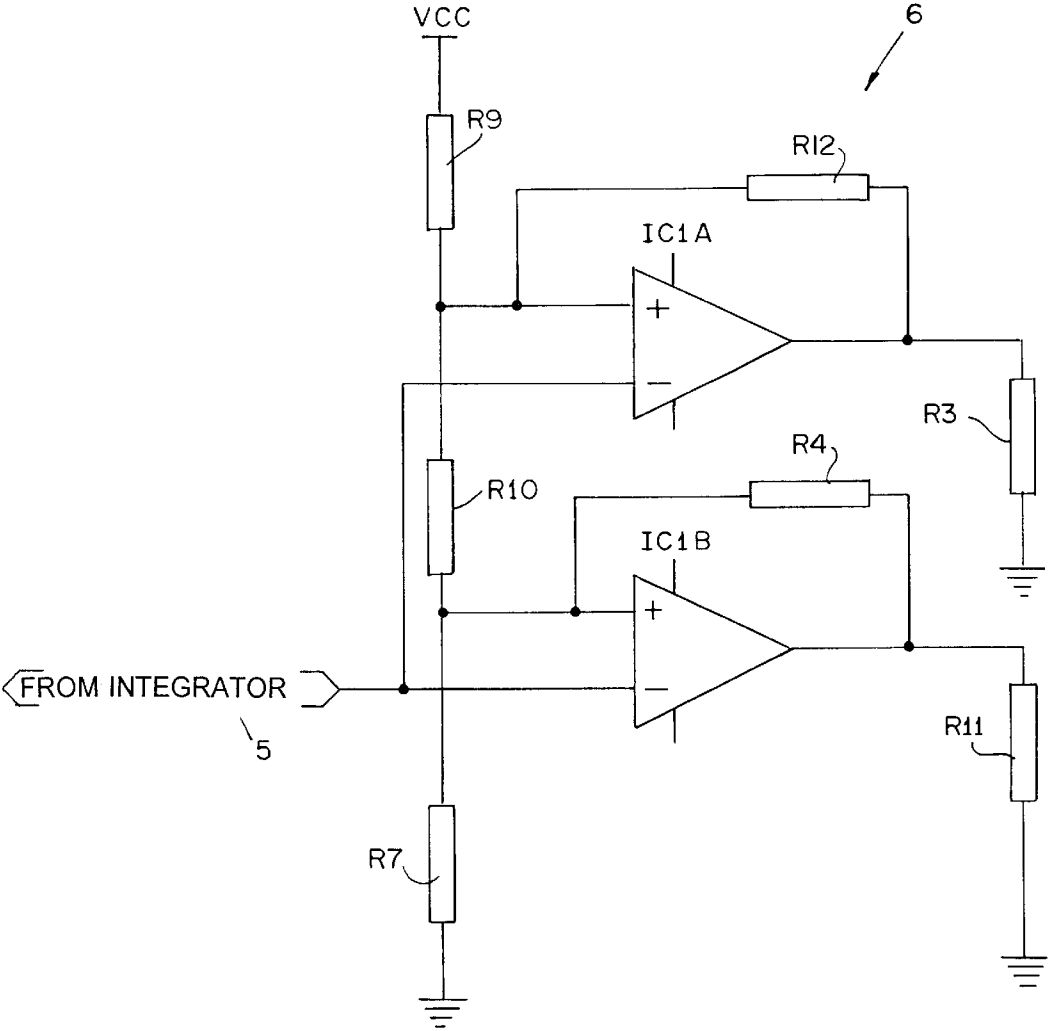 VCC
6
R9
R12
IC1A
+
−
R3
R4
R10
IC1B
+
−
FROM INTEGRATOR
5
R11
R7